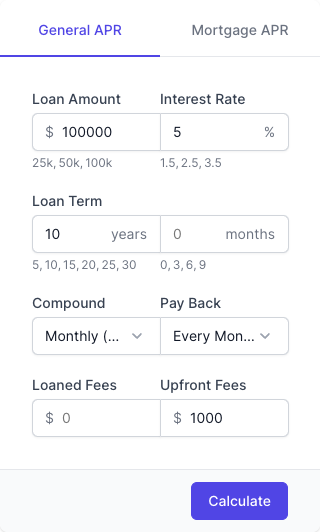 General APR Mortgage APR
Loan Amount Interest Rate
$ 100000 5 %
25k, 50k, 100k 1.5, 2.5, 3.5
Loan Term
10 years 0 months
5, 10, 15, 20, 25, 30 0, 3, 6, 9
Compound Pay Back
Monthly (... Every Mon...
Loaned Fees Upfront Fees
$ 0 $ 1000
Calculate